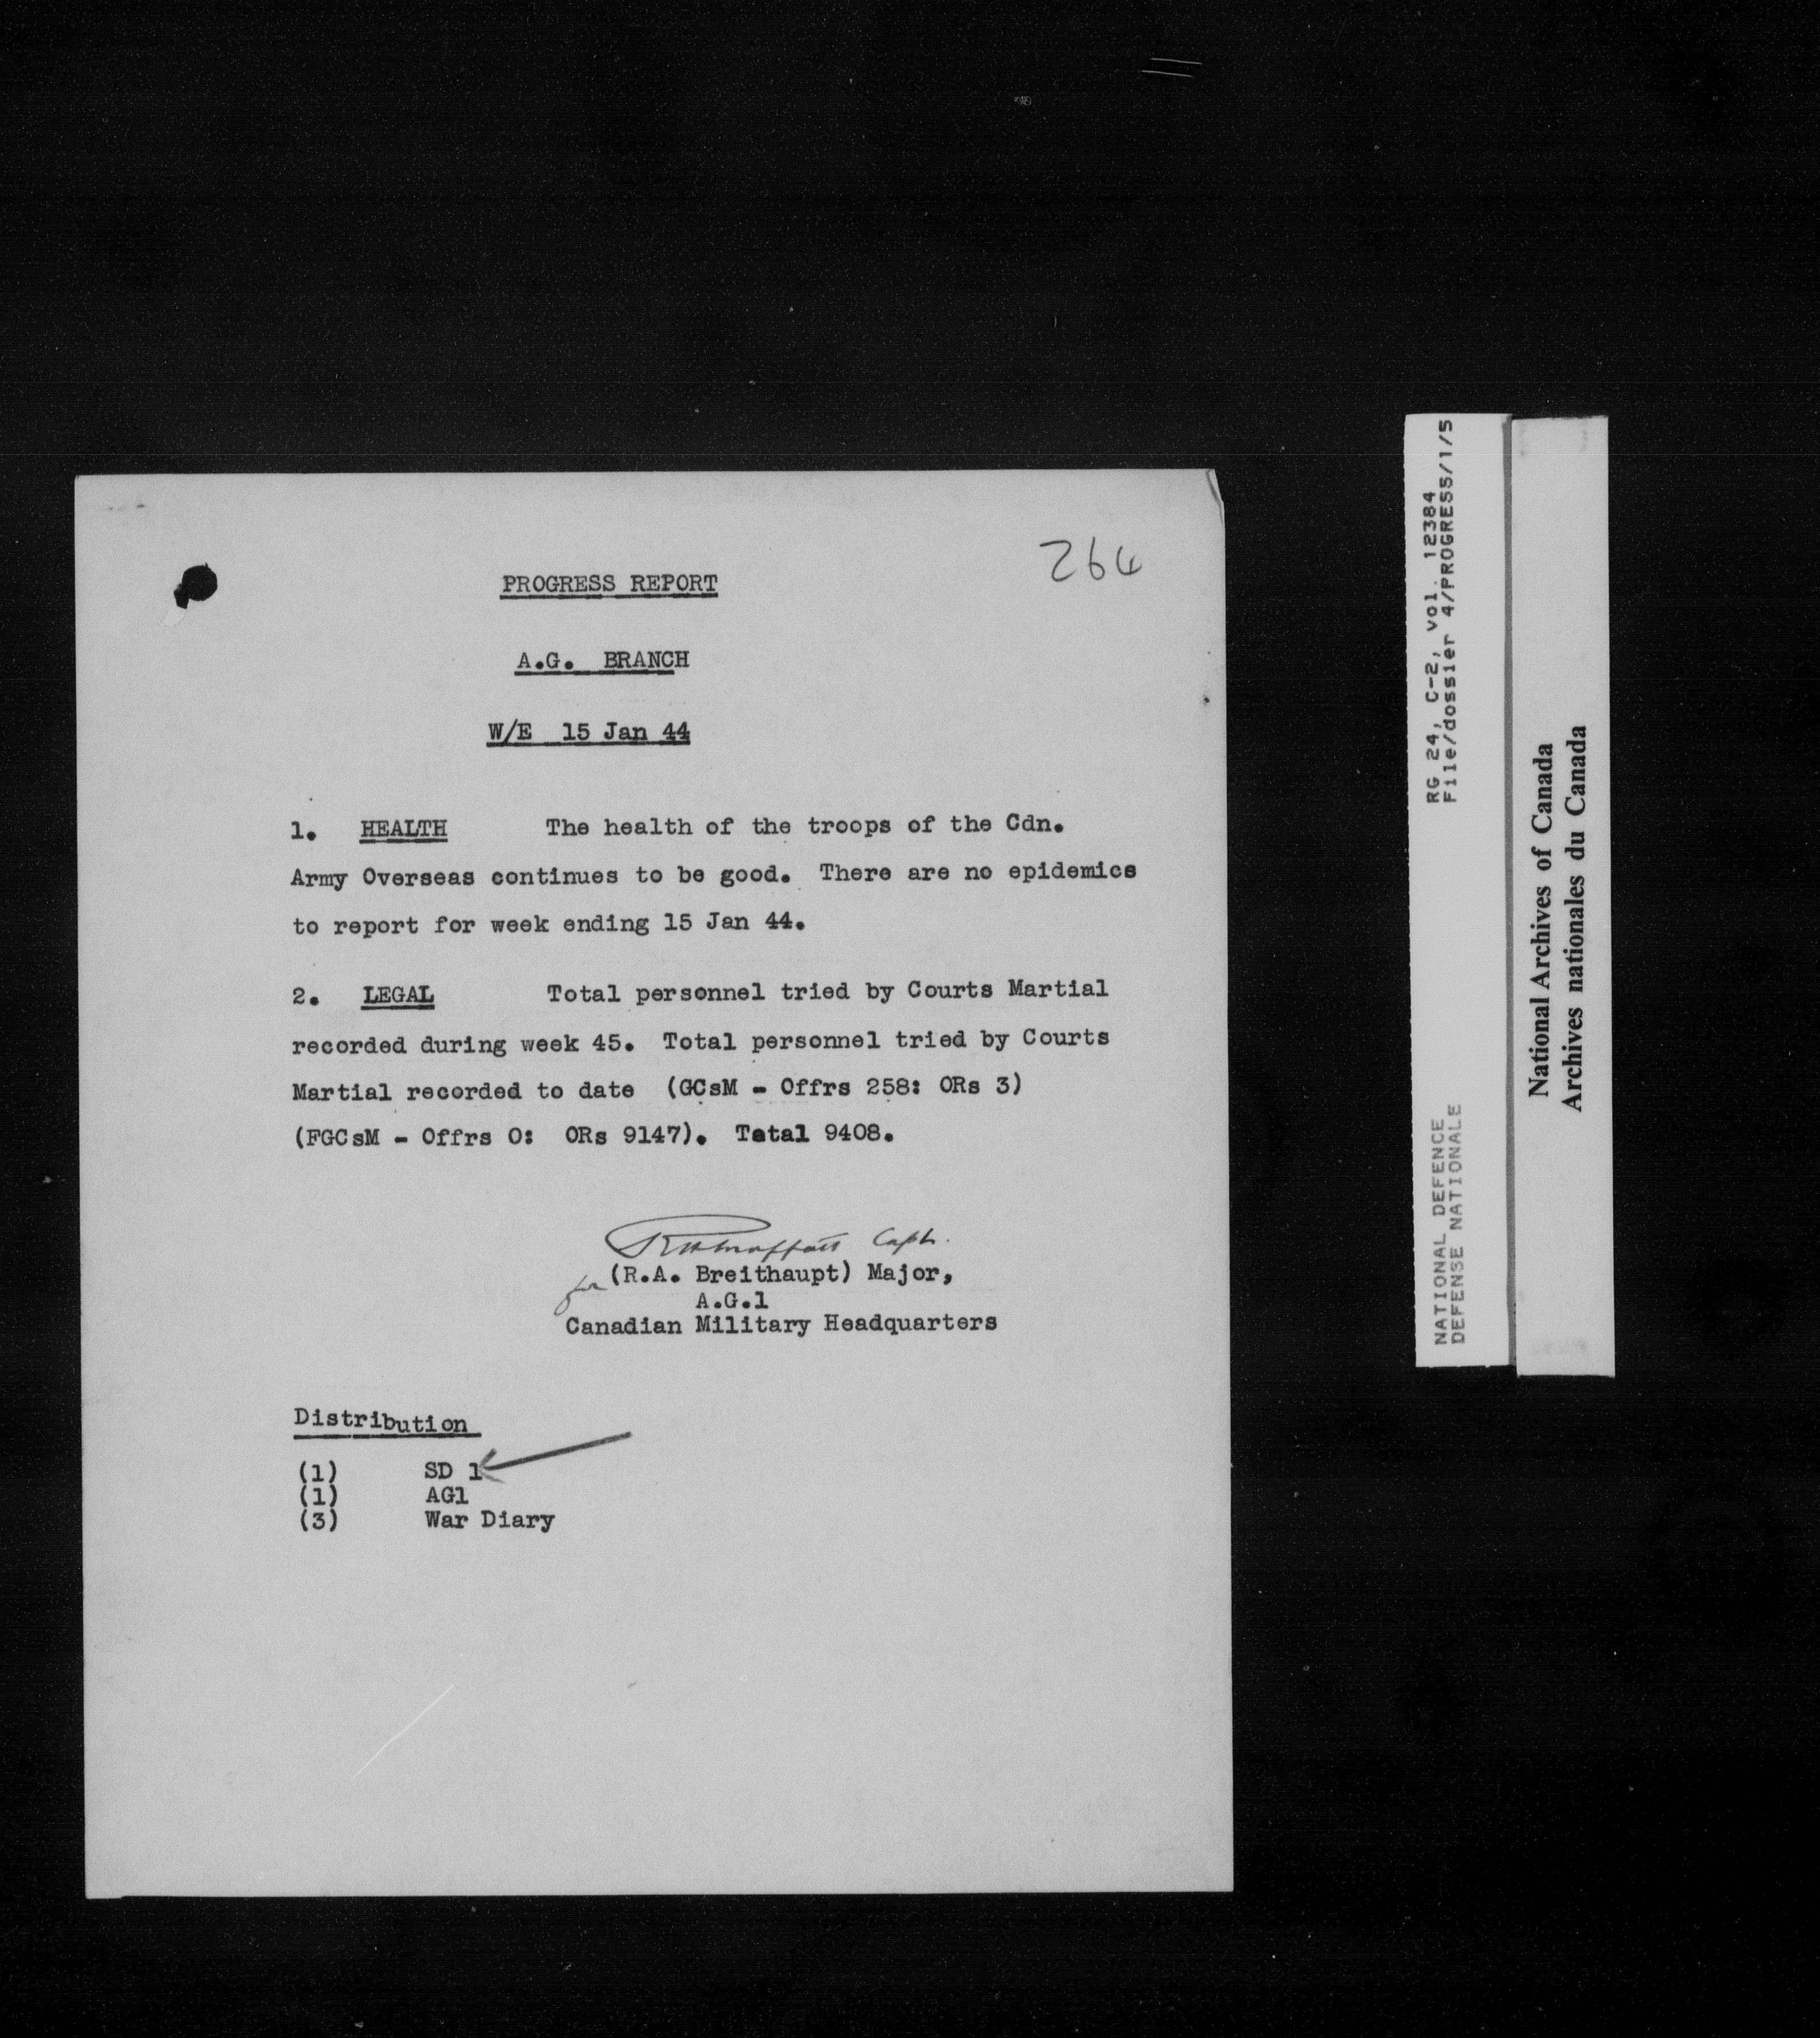 264
PROGRESS REPORT
A.G. BRANCH
W/E 15 Jan 44
1. HEALTH The health of the troops of the Cdn.
Army Overseas continues to be good. There are no epidemics
to report for week ending 15 Jan 44.
2. LEGAL Total personnel tried by Courts Martial
recorded during week 45. Total personnel tried by Courts
Martial recorded to date (GCsM - Offrs 258: ORs 3)
(FGCsM - Offrs 0: ORs 9147). Total 9408.
Capt.
for (R.A. Breithaupt) Major,
A.G.1
Canadian Military Headquarters
Distribution
(1) SD 1
(1) AG1
(3) War Diary
RG 24, C-2, vol. 12384
File/dossier 4/PROGRESS/1/5
NATIONAL DEFENCE
DEFENSE NATIONALE
National Archives of Canada
Archives nationales du Canada